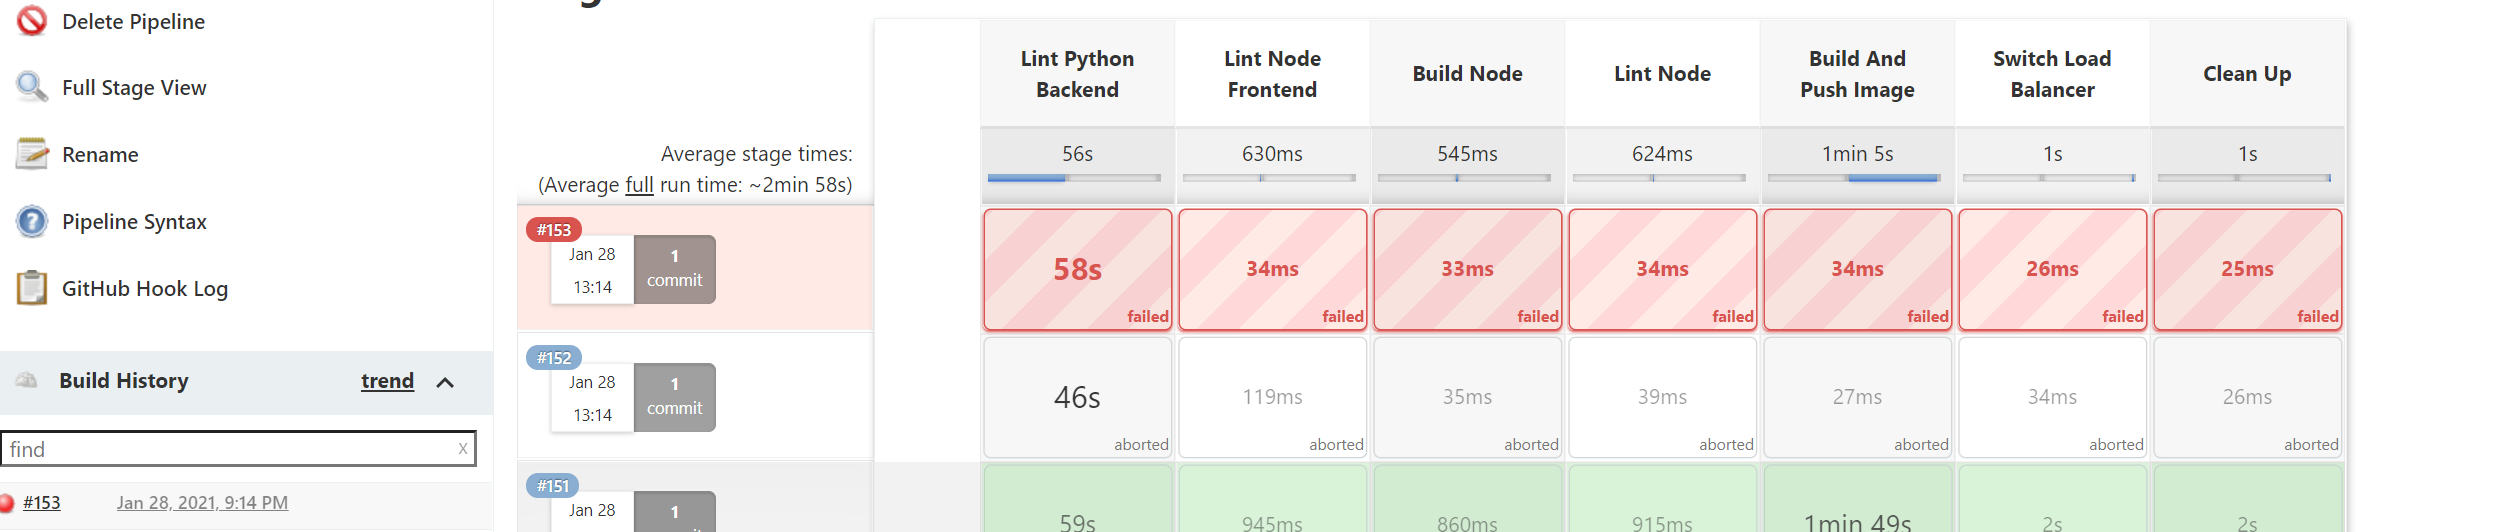 Delete Pipeline
Full Stage View
Rename
Pipeline Syntax
GitHub Hook Log
Build History trend
find x
#153 Jan 28, 2021, 9:14 PM
Average stage times:
(Average full run time: ~2min 58s)
Lint Python Backend
Lint Node Frontend
Build Node
Lint Node
Build And Push Image
Switch Load Balancer
Clean Up
56s 630ms 545ms 624ms 1min 5s 1s 1s
#153
Jan 28
13:14
1
commit
58s 34ms 33ms 34ms 34ms 26ms 25ms
failed failed failed failed failed failed failed
#152
Jan 28
13:14
1
commit
46s 119ms 35ms 39ms 27ms 34ms 26ms
aborted aborted aborted aborted aborted aborted aborted
#151
Jan 28
1
59s 945ms 860ms 915ms 1min 49s 2s 2s